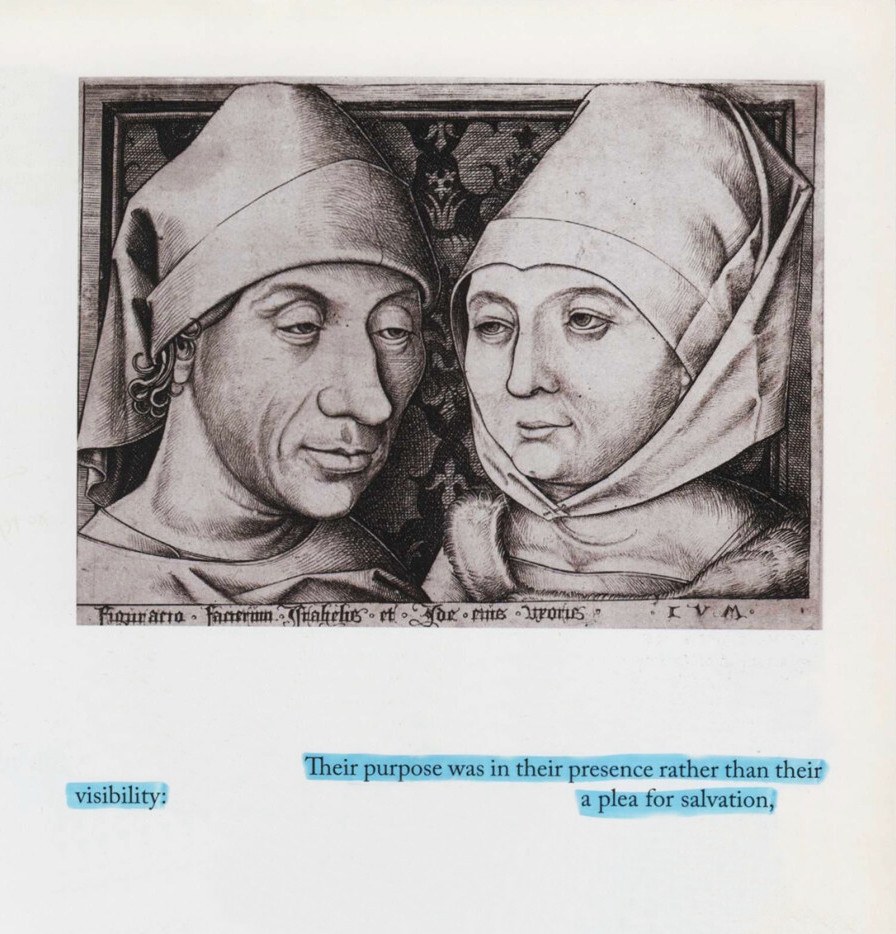 Figuracio · facierum · Israhelis · et · Ide · eius · uxoris · I V M ·
Their purpose was in their presence rather than their
visibility:
a plea for salvation,